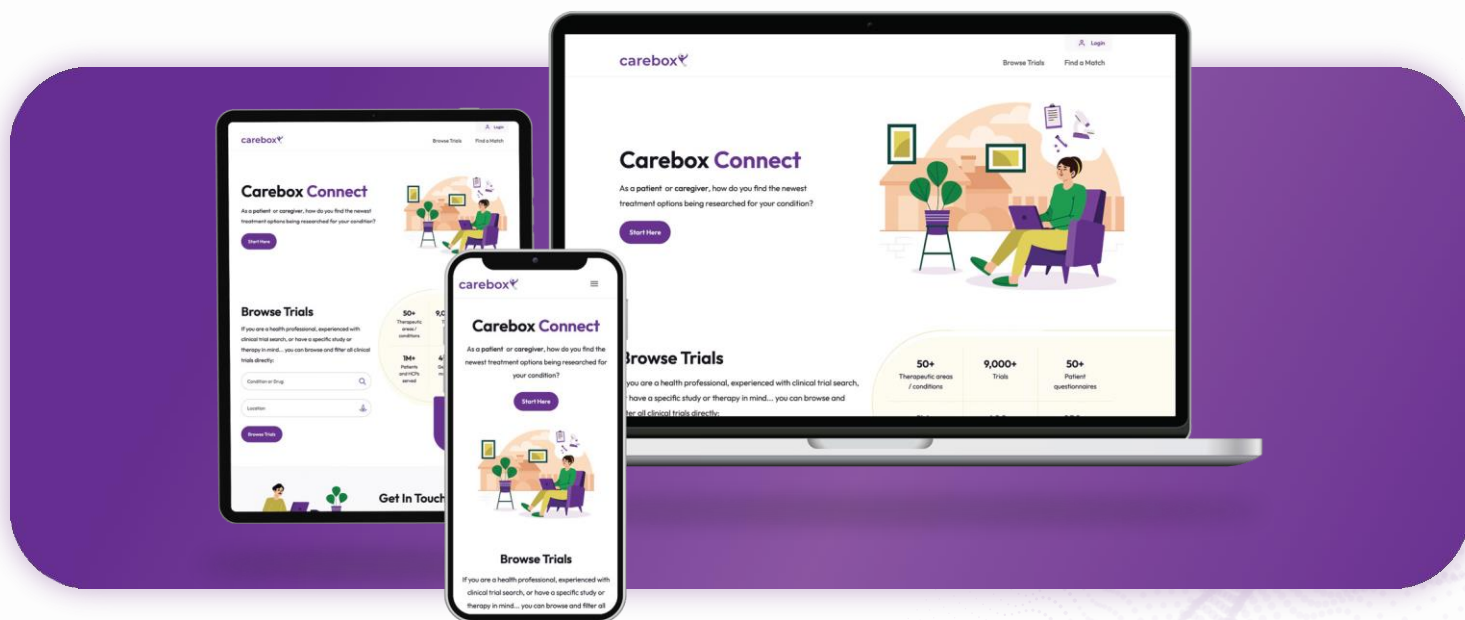 carebox
Login
Browse Trials
Find a Match
Carebox Connect
As a patient or caregiver, how do you find the newest
treatment options being researched for your condition?
Start Here
Browse Trials
If you are a health professional, experienced with
clinical trial search, or have a specific study or
therapy in mind... you can browse and filter all clinical
trials directly:
Condition or Drug
Location
Browse Trials
50+
Therapeutic
areas /
conditions
1M+
Patients
and HCPs
served
Get In Touch
carebox
Carebox Connect
As a patient or caregiver, how do you find the
newest treatment options being researched for
your condition?
Start Here
Browse Trials
If you are a health professional, experienced with
clinical trial search, or have a specific study or
therapy in mind... you can browse and filter all
carebox
Login
Browse Trials
Find a Match
Carebox Connect
As a patient or caregiver, how do you find the newest
treatment options being researched for your condition?
Start Here
Browse Trials
you are a health professional, experienced with clinical trial search,
have a specific study or therapy in mind... you can browse and
all clinical trials directly:
50+
Therapeutic areas
/ conditions
9,000+
Trials
50+
Patient
questionnaires